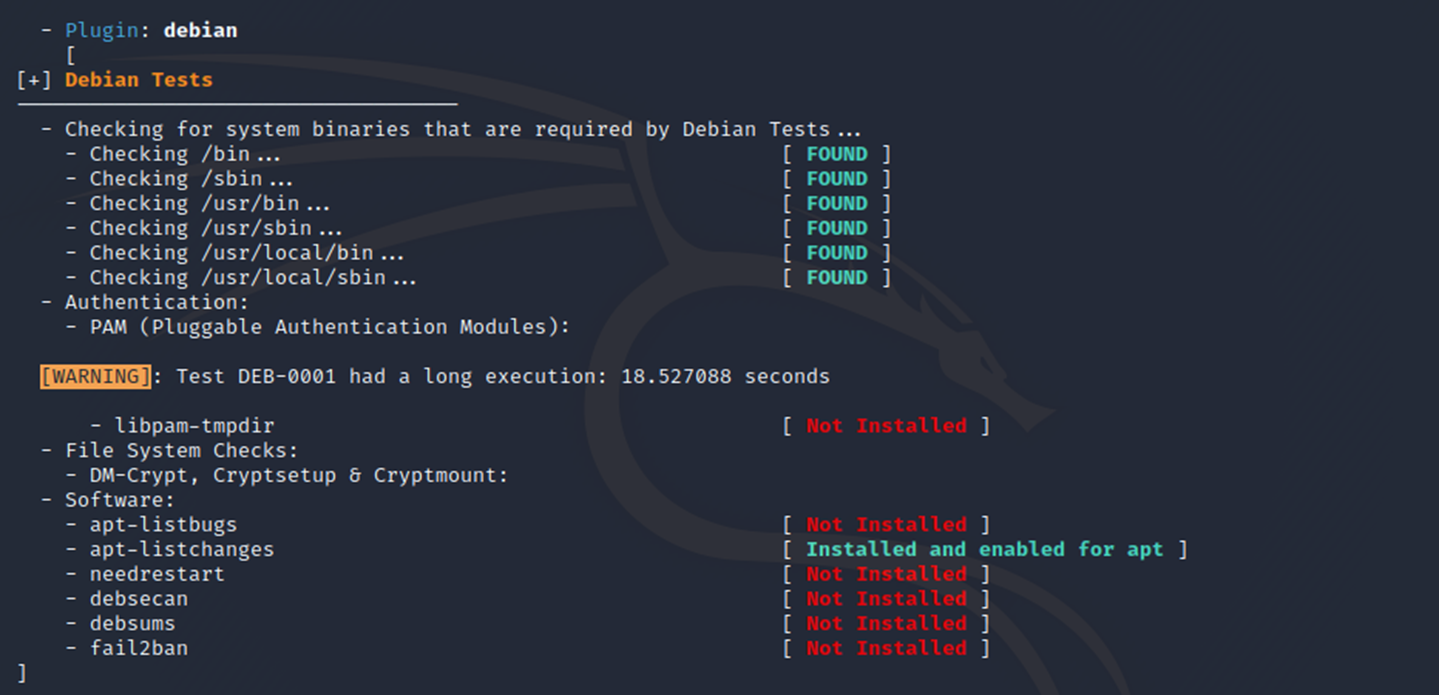 - Plugin: debian
[
[+] Debian Tests
- Checking for system binaries that are required by Debian Tests...
- Checking /bin... [ FOUND ]
- Checking /sbin... [ FOUND ]
- Checking /usr/bin... [ FOUND ]
- Checking /usr/sbin... [ FOUND ]
- Checking /usr/local/bin... [ FOUND ]
- Checking /usr/local/sbin... [ FOUND ]
- Authentication:
- PAM (Pluggable Authentication Modules):
[WARNING]: Test DEB-0001 had a long execution: 18.527088 seconds
- libpam-tmpdir [ Not Installed ]
- File System Checks:
- DM-Crypt, Cryptsetup & Cryptmount:
- Software:
- apt-listbugs [ Not Installed ]
- apt-listchanges [ Installed and enabled for apt ]
- needrestart [ Not Installed ]
- debsecan [ Not Installed ]
- debsums [ Not Installed ]
- fail2ban [ Not Installed ]
]